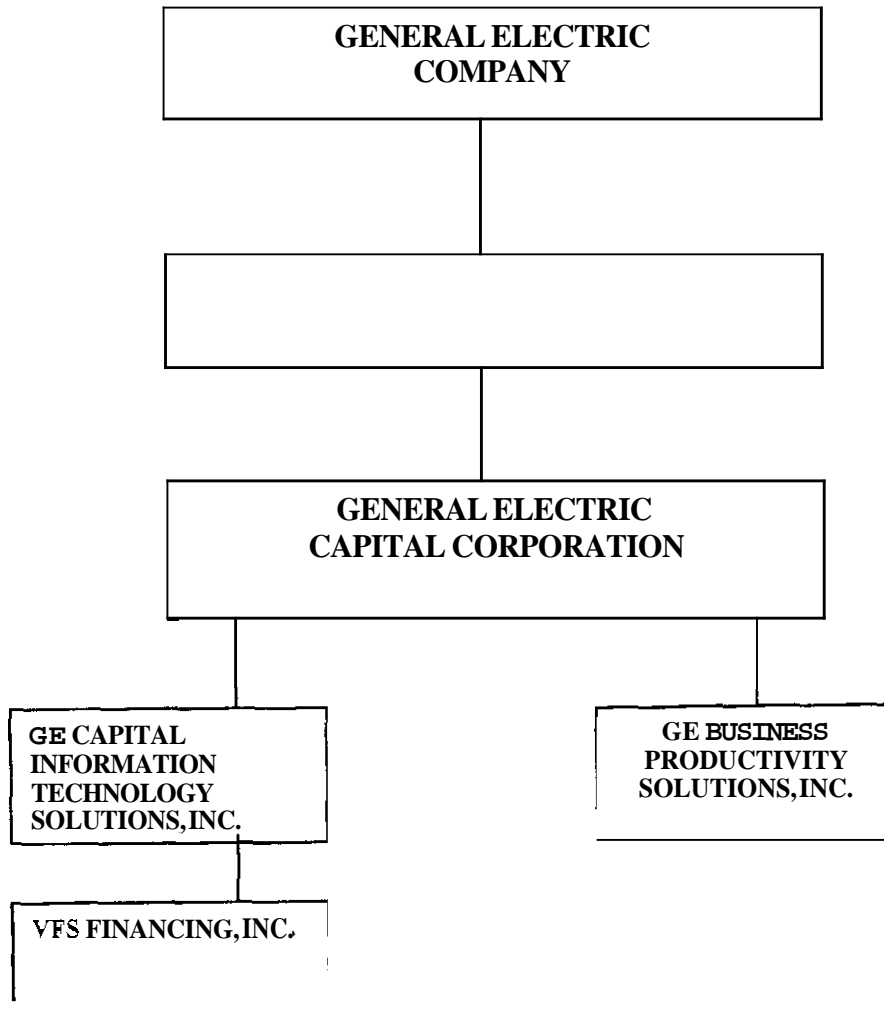 GENERAL ELECTRIC
COMPANY
GENERAL ELECTRIC
CAPITAL CORPORATION
GE CAPITAL
INFORMATION
TECHNOLOGY
SOLUTIONS, INC.
GE BUSINESS
PRODUCTIVITY
SOLUTIONS, INC.
VFS FINANCING, INC.